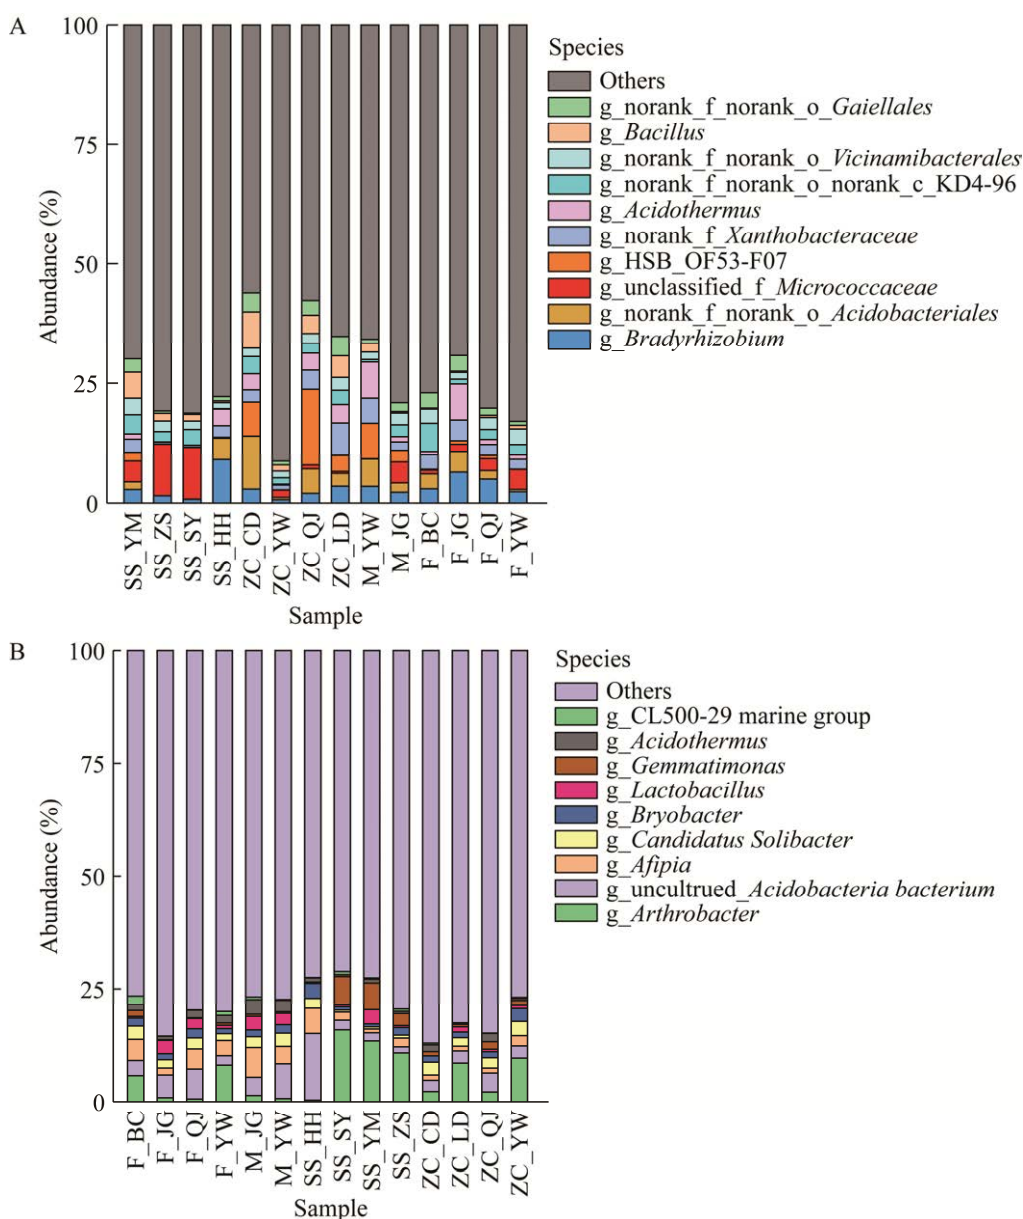 A
100
75
50
25
0
Abundance (%)
SS_YM
SS_ZS
SS_SY
SS_HH
ZC_CD
ZC_YW
ZC_QJ
ZC_LD
M_YW
M_JG
F_BC
F_JG
F_QJ
F_YW
Sample
Species
Others
g_norank_f_norank_o_Gaiellales
g_Bacillus
g_norank_f_norank_o_Vicinamibacterales
g_norank_f_norank_o_norank_c_KD4-96
g_Acidothermus
g_norank_f_Xanthobacteraceae
g_HSB_OF53-F07
g_unclassified_f_Micrococcaceae
g_norank_f_norank_o_Acidobacteriales
g_Bradyrhizobium
B
100
75
50
25
0
Abundance (%)
F_BC
F_JG
F_QJ
F_YW
M_JG
M_YW
SS_HH
SS_SY
SS_YM
SS_ZS
ZC_CD
ZC_LD
ZC_QJ
ZC_YW
Sample
Species
Others
g_CL500-29 marine group
g_Acidothermus
g_Gemmatimonas
g_Lactobacillus
g_Bryobacter
g_Candidatus Solibacter
g_Afipia
g_uncultrued_Acidobacteria bacterium
g_Arthrobacter